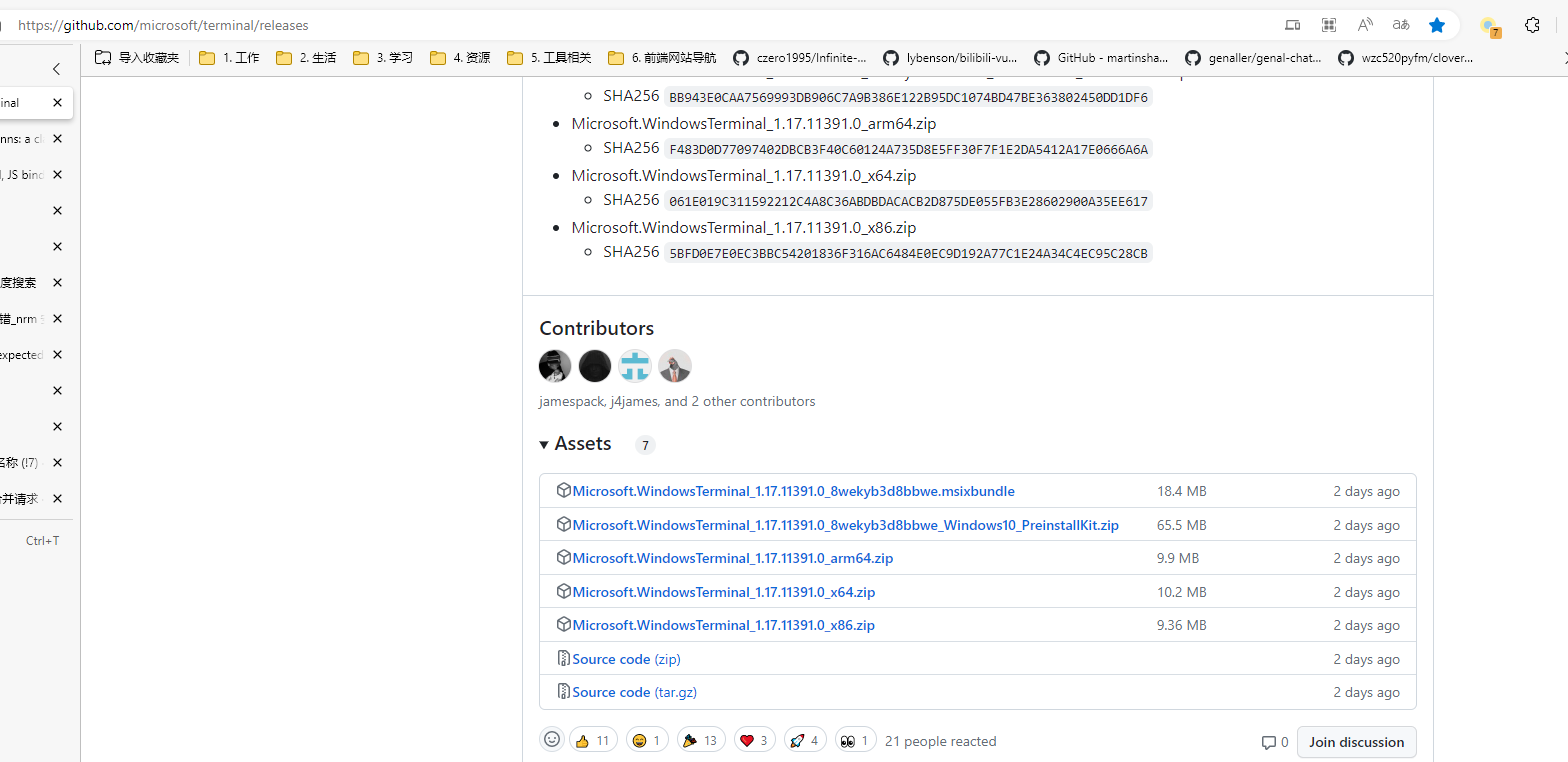 https://github.com/microsoft/terminal/releases
7
导入收藏夹 1. 工作 2. 生活 3. 学习 4. 资源 5. 工具相关 6. 前端网站导航 czero1995/Infinite-... lybenson/bilibili-vu... GitHub - martinsha... genaller/genal-chat... wzc520pyfm/clover...
inal
nns: a cl
, JS bind
度搜索
错_nrm
expected
名称 (!7)
并请求
Ctrl+T
SHA256 BB943E0CAA7569993DB906C7A9B386E122B95DC1074BD47BE363802450DD1DF6
Microsoft.WindowsTerminal_1.17.11391.0_arm64.zip
SHA256 F483D0D77097402DBCB3F40C60124A735D8E5FF30F7F1E2DA5412A17E0666A6A
Microsoft.WindowsTerminal_1.17.11391.0_x64.zip
SHA256 061E019C311592212C4A8C36ABDBDACACB2D875DE055FB3E28602900A35EE617
Microsoft.WindowsTerminal_1.17.11391.0_x86.zip
SHA256 5BFD0E7E0EC3BBC54201836F316AC6484E0EC9D192A77C1E24A34C4EC95C28CB
Contributors
jamespack, j4james, and 2 other contributors
Assets 7
Microsoft.WindowsTerminal_1.17.11391.0_8wekyb3d8bbwe.msixbundle 18.4 MB 2 days ago
Microsoft.WindowsTerminal_1.17.11391.0_8wekyb3d8bbwe_Windows10_PreinstallKit.zip 65.5 MB 2 days ago
Microsoft.WindowsTerminal_1.17.11391.0_arm64.zip 9.9 MB 2 days ago
Microsoft.WindowsTerminal_1.17.11391.0_x64.zip 10.2 MB 2 days ago
Microsoft.WindowsTerminal_1.17.11391.0_x86.zip 9.36 MB 2 days ago
Source code (zip) 2 days ago
Source code (tar.gz) 2 days ago
11 1 13 3 4 1 21 people reacted 0 Join discussion